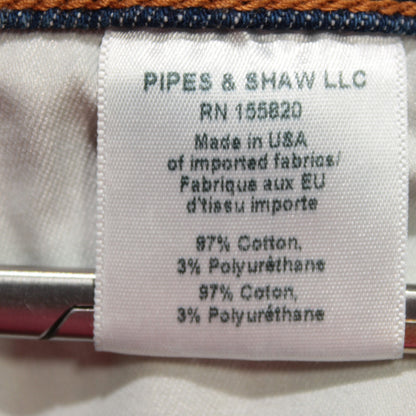 PIPES & SHAW LLC
RN 155820
Made in USA
of imported fabrics/
Fabrique aux EU
d'tissu importe
97% Cotton,
3% Polyuréthane
97% Coton,
3% Polyuréthane